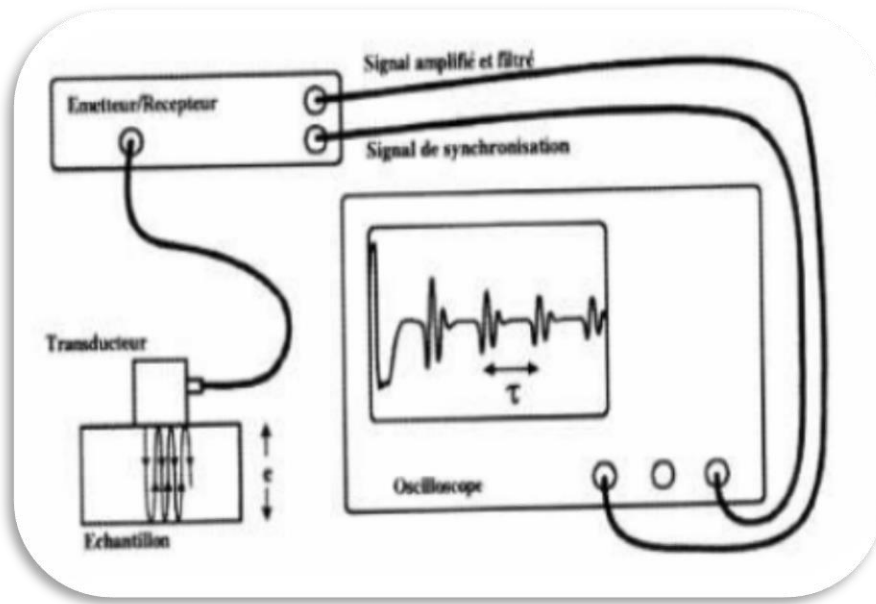 Signal amplifié et filtré
Emetteur/Recepteur
Signal de synchronisation
Transducteur
τ
e
Oscilloscope
Echantillon